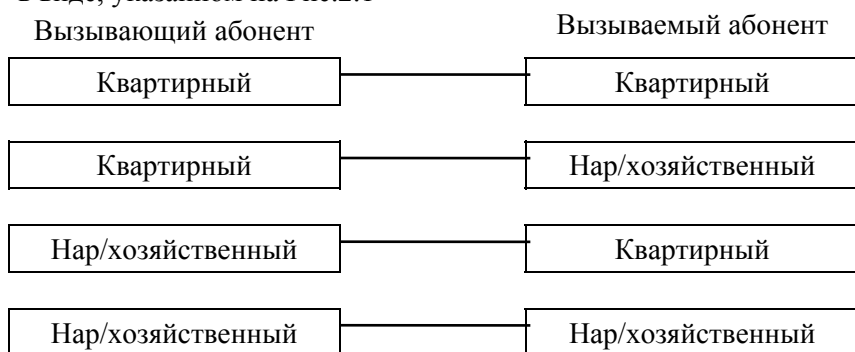 в виде, указанном на Рис.2.1
Вызывающий абонент Вызываемый абонент
Квартирный Квартирный
Квартирный Нар/хозяйственный
Нар/хозяйственный Квартирный
Нар/хозяйственный Нар/хозяйственный